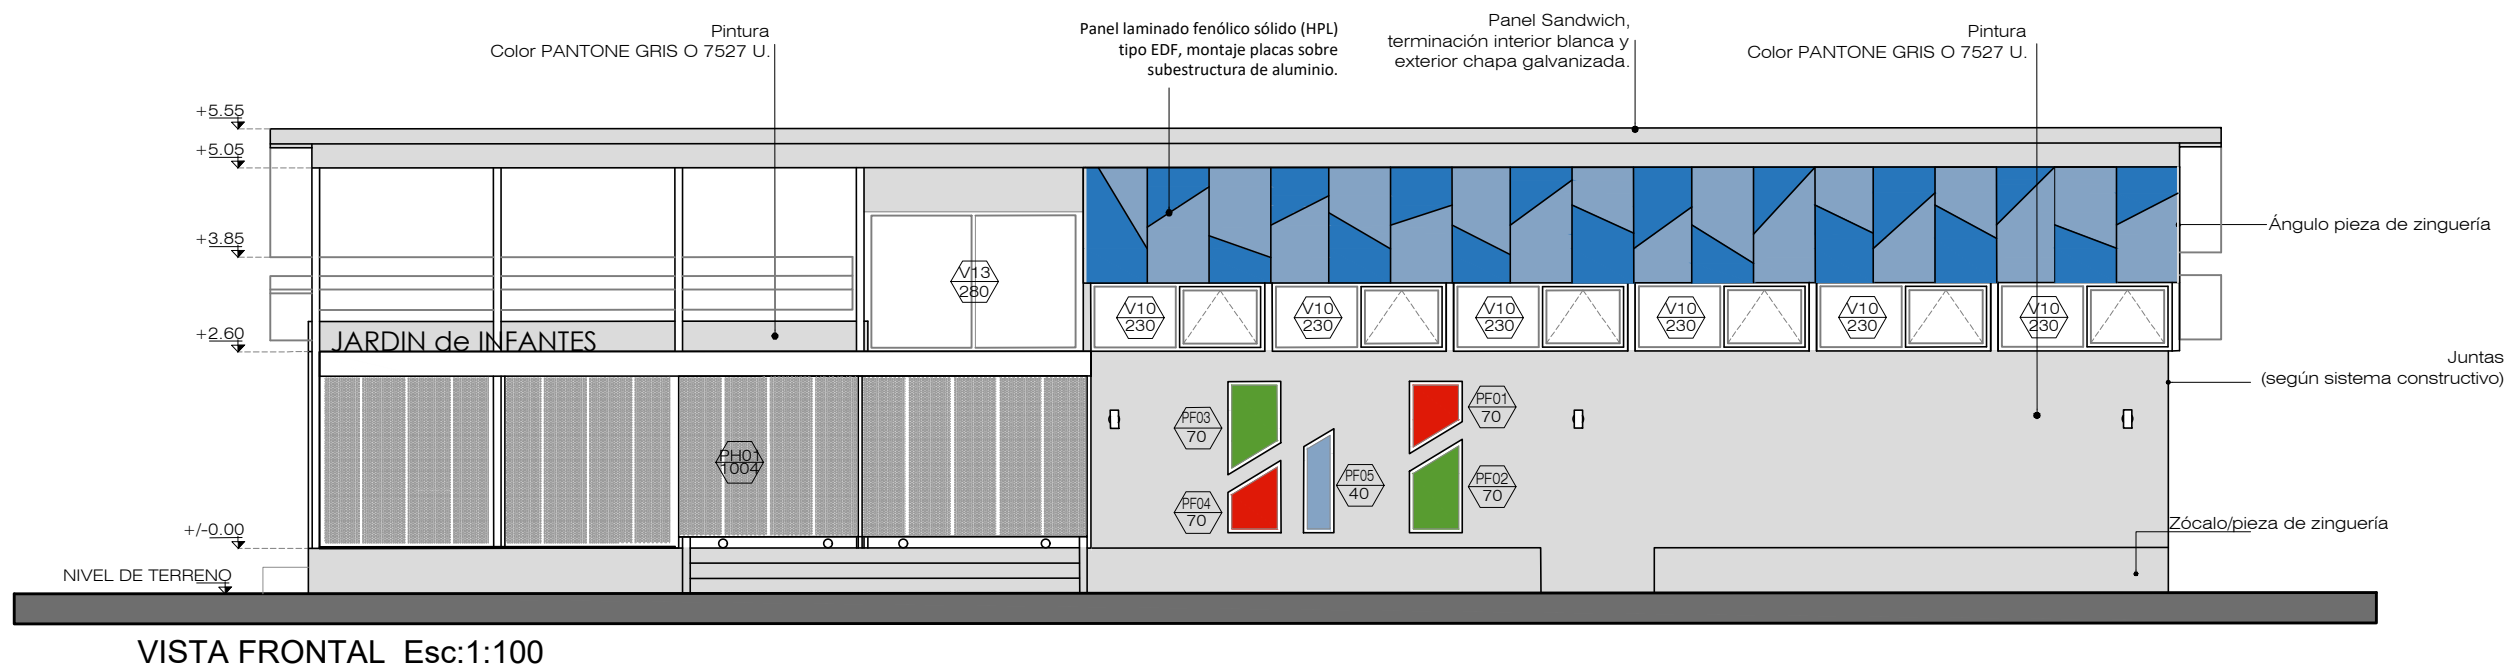 Pintura
Color PANTONE GRIS O 7527 U.
Panel laminado fenólico sólido (HPL)
tipo EDF, montaje placas sobre
subestructura de aluminio.
Panel Sandwich,
terminación interior blanca y
exterior chapa galvanizada.
Pintura
Color PANTONE GRIS O 7527 U.
+5.55
+5.05
+3.85
+2.60
+/-0.00
NIVEL DE TERRENO
Ángulo pieza de zinguería
V13
280
V10
230
V10
230
V10
230
V10
230
V10
230
V10
230
JARDIN de INFANTES
Juntas
(según sistema constructivo)
PF03
70
PF01
70
PH01
1004
PF05
40
PF04
70
PF02
70
Zócalo/pieza de zinguería
VISTA FRONTAL Esc:1:100